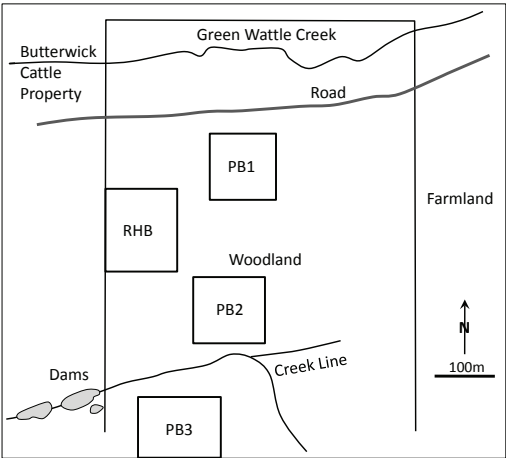 Green Wattle Creek
Butterwick
Cattle
Property
Road
PB1
Farmland
RHB
Woodland
PB2
N
100m
Creek Line
Dams
PB3